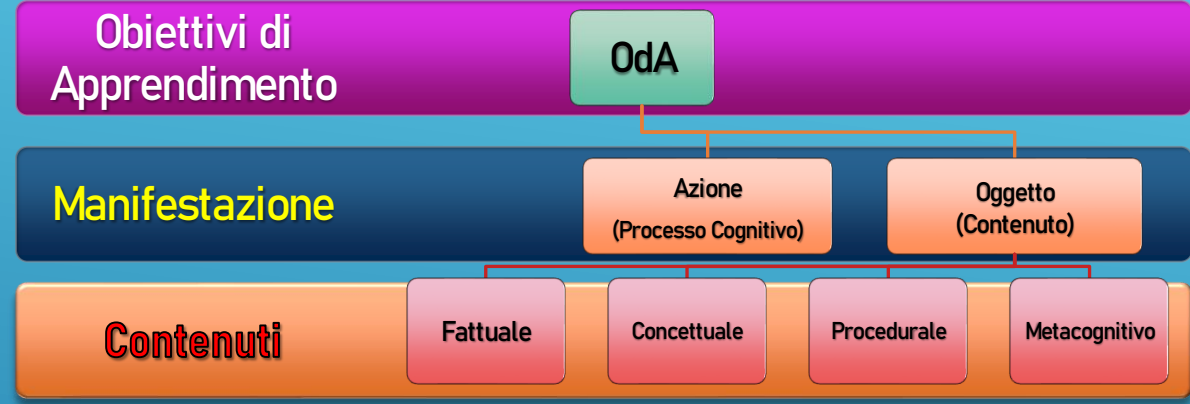 Obiettivi di
Apprendimento
OdA
Manifestazione
Azione
(Processo Cognitivo)
Oggetto
(Contenuto)
Contenuti
Fattuale
Concettuale
Procedurale
Metacognitivo